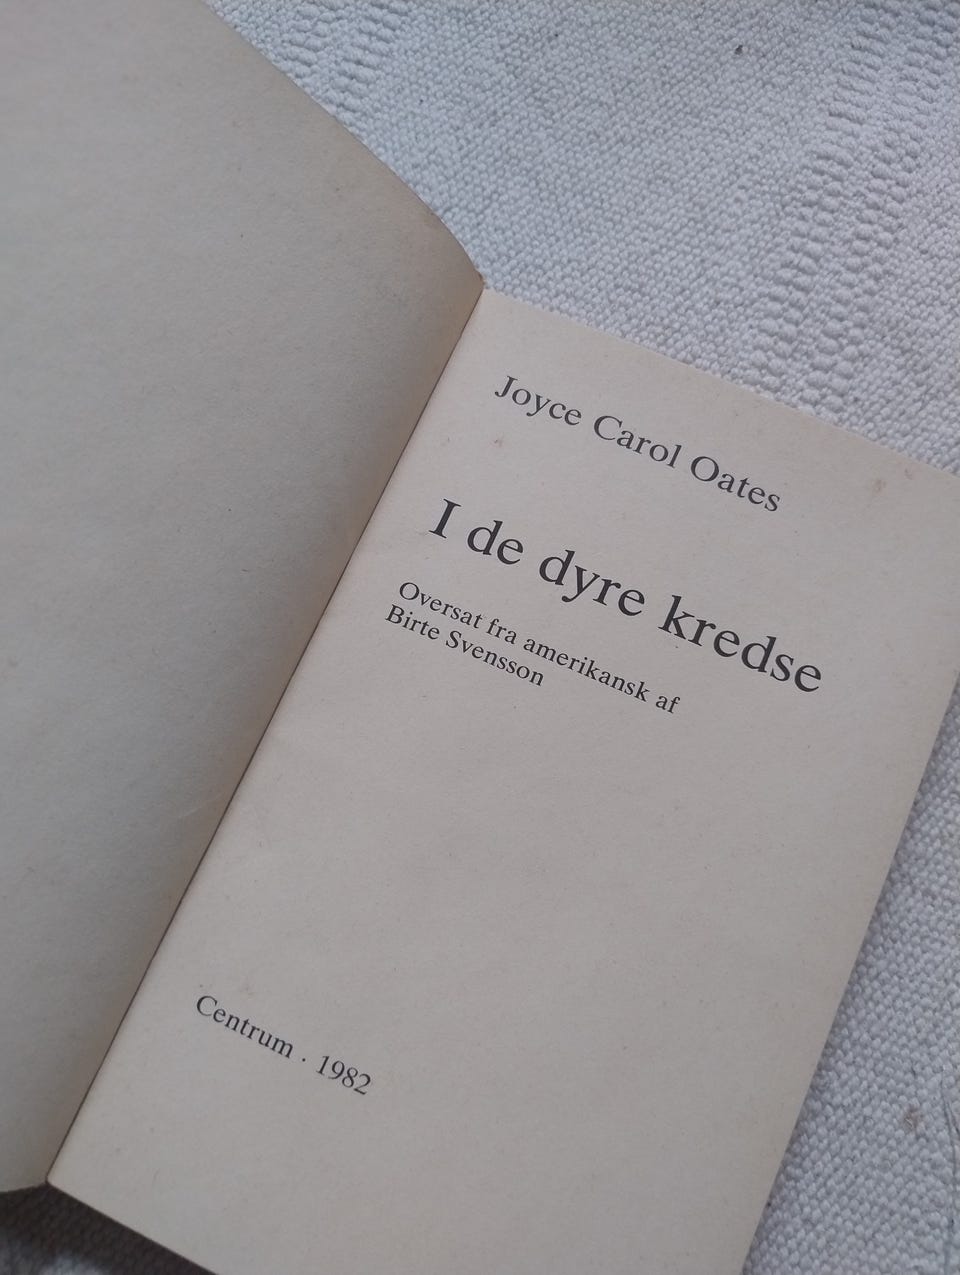 Joyce Carol Oates
I de dyre kredse
Oversat fra amerikansk af
Birte Svensson
Centrum · 1982